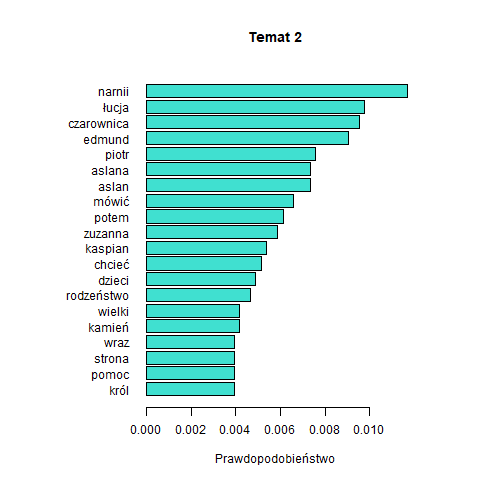 Temat 2
narnii
łucja
czarownica
edmund
piotr
aslana
aslan
mówić
potem
zuzanna
kaspian
chcieć
dzieci
rodzeństwo
wielki
kamień
wraz
strona
pomoc
król
0.000 0.002 0.004 0.006 0.008 0.010
Prawdopodobieństwo